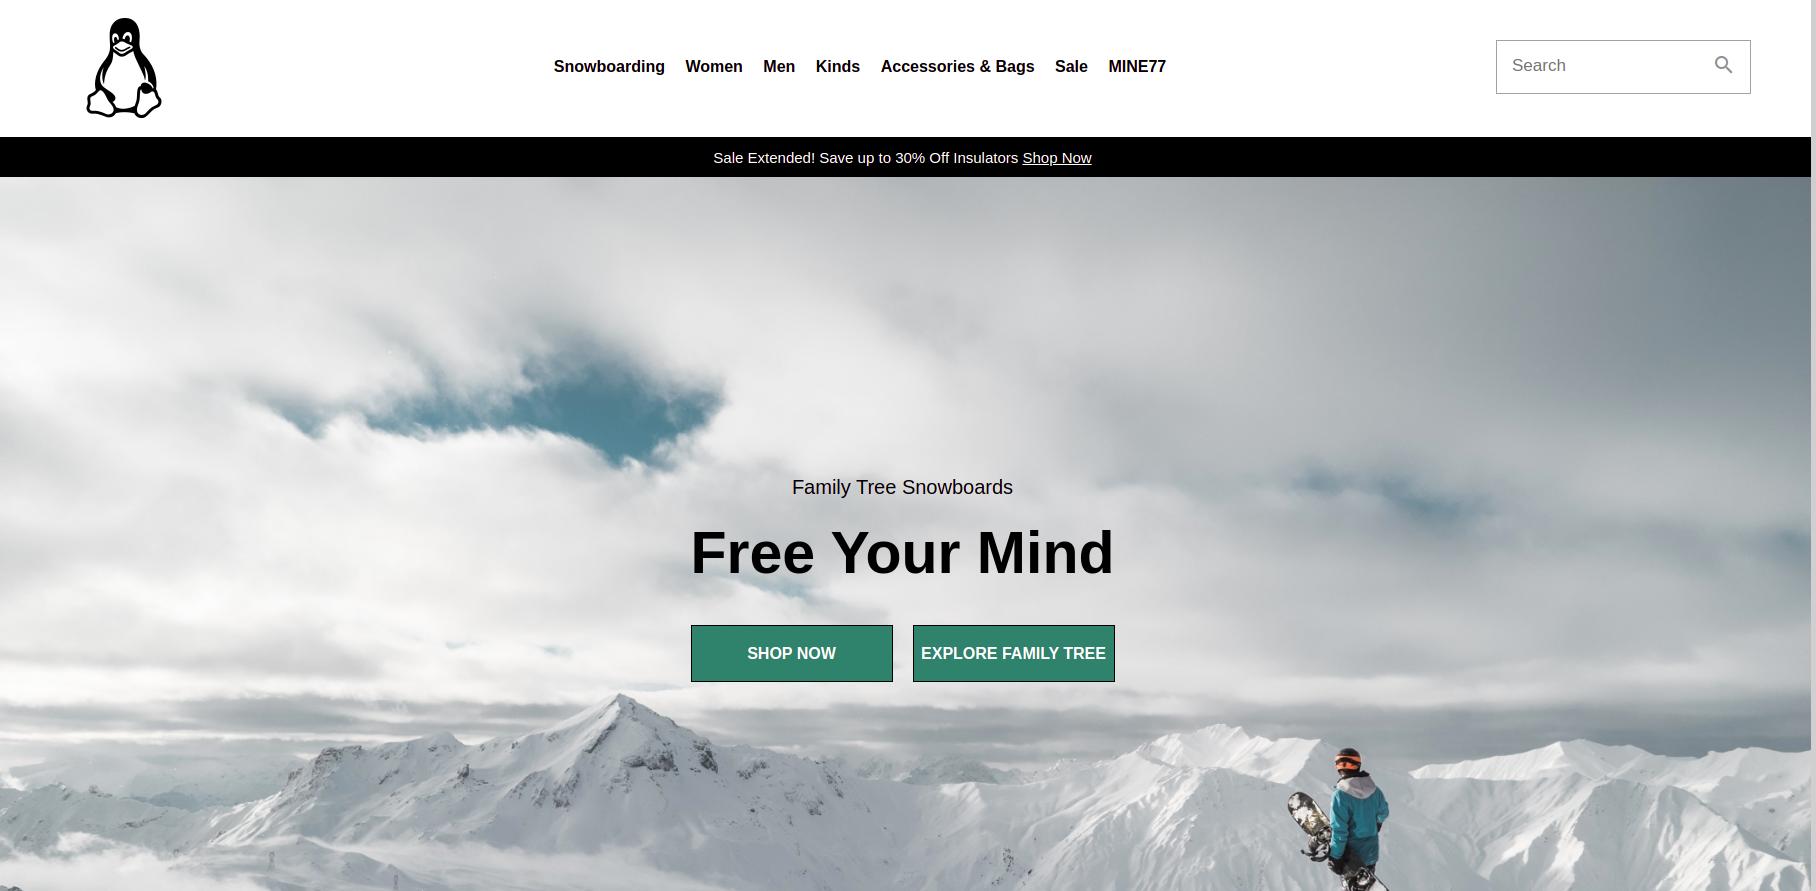 Snowboarding Women Men Kinds Accessories & Bags Sale MINE77
Search
Sale Extended! Save up to 30% Off Insulators Shop Now
Family Tree Snowboards
Free Your Mind
SHOP NOW
EXPLORE FAMILY TREE